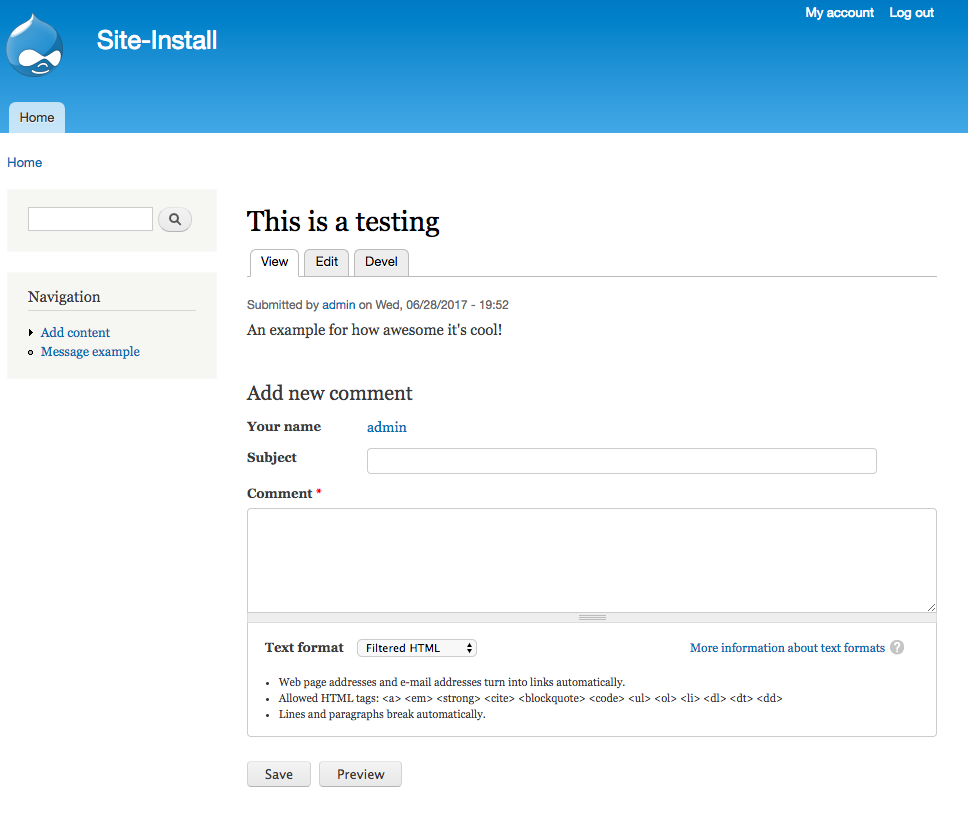 My account Log out
Site-Install
Home
Home
Navigation
Add content
Message example
This is a testing
View Edit Devel
Submitted by admin on Wed, 06/28/2017 - 19:52
An example for how awesome it's cool!
Add new comment
Your name admin
Subject
Comment *
Text format Filtered HTML More information about text formats ?
Web page addresses and e-mail addresses turn into links automatically.
Allowed HTML tags: <a> <em> <strong> <cite> <blockquote> <code> <ul> <ol> <li> <dl> <dt> <dd>
Lines and paragraphs break automatically.
Save Preview